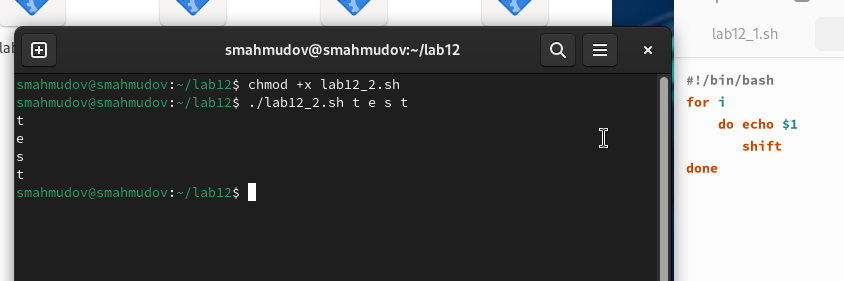 lab
smahmudov@smahmudov:~/lab12
smahmudov@smahmudov:~/lab12$ chmod +x lab12_2.sh
smahmudov@smahmudov:~/lab12$ ./lab12_2.sh t e s t
t
e
s
t
smahmudov@smahmudov:~/lab12$
lab12_1.sh
#!/bin/bash
for i
do echo $1
shift
done